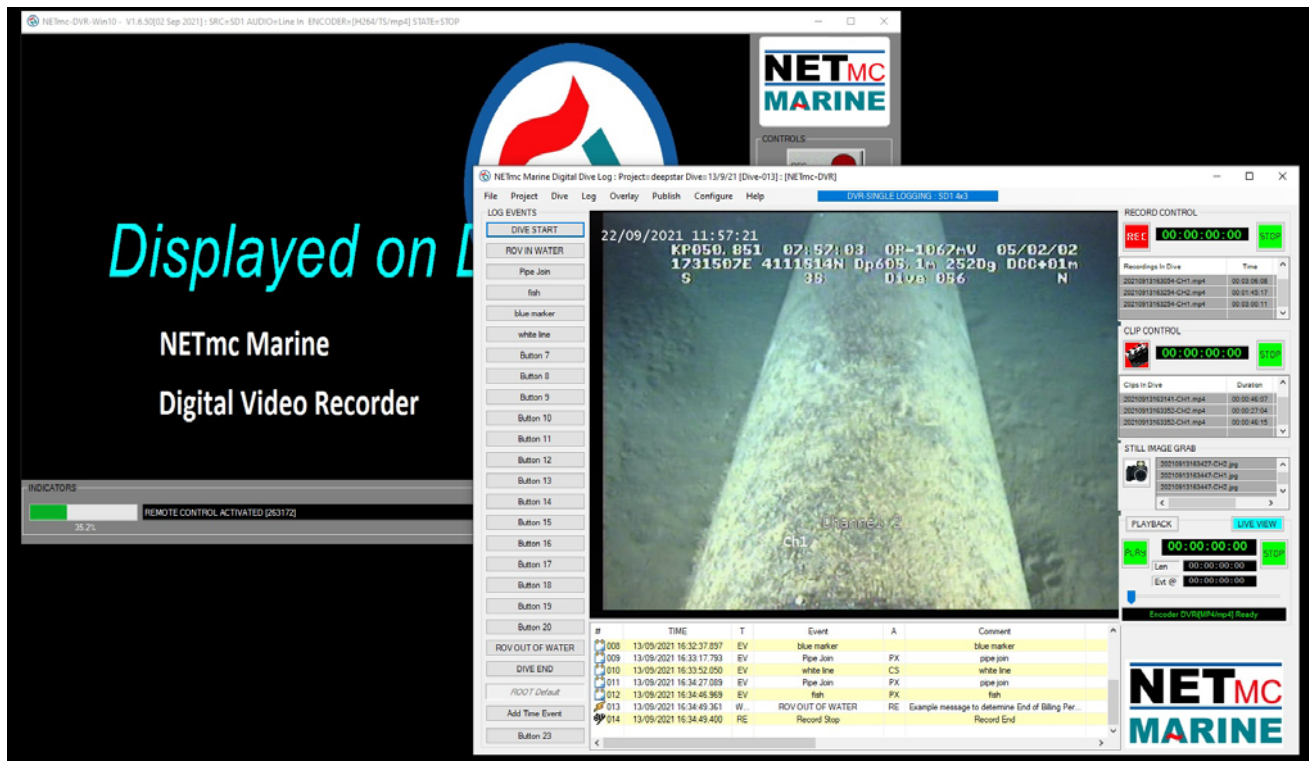 NETmc-DVR-Win10 - V1.6.50[02 Sep 2021] : SRC=SD1 AUDIO=Line In ENCODER=[H264/TS/mp4] STATE=STOP
NET MC
MARINE
CONTROLS
Displayed on
NETmc Marine
Digital Video Recorder
INDICATORS
REMOTE CONTROL ACTIVATED [263172]
35.2%
NETmc Marine Digital Dive Log : Project=deepstar Dive=13/9/21 [Dive-013] : [NETmc-DVR]
File Project Dive Log Overlay Publish Configure Help
DVR-SINGLE LOGGING : SD1 4x3
LOG EVENTS
DIVE START
ROV IN WATER
Pipe Join
fish
blue marker
white line
Button 7
Button 8
Button 9
Button 10
Button 11
Button 12
Button 13
Button 14
Button 15
Button 16
Button 17
Button 18
Button 19
Button 20
ROV OUT OF WATER
DIVE END
ROOT Default
Add Time Event
Button 23
22/09/2021 11:57:21
KP059.851 07:52:03 CP-1067mV 05/02/02
1731507E 4111514N Dp605.1m 252Dg DCC+01m
S 36 Dive 056 N
Channel 2
Ch1
# TIME T Event A Comment
008 13/09/2021 16:32:37.897 EV blue marker blue marker
009 13/09/2021 16:33:17.793 EV Pipe Join PX pipe join
010 13/09/2021 16:33:52.050 EV white line CS white line
011 13/09/2021 16:34:27.089 EV Pipe Join PX pipe join
012 13/09/2021 16:34:46.969 EV fish PX fish
013 13/09/2021 16:34:49.361 W... ROV OUT OF WATER RE Example message to determine End of Billing Per...
014 13/09/2021 16:34:49.400 RE Record Stop Record End
RECORD CONTROL
REC 00:00:00:00 STOP
Recordings In Dive Time
20210913163054-CH1.mp4 00:03:06:08
20210913163254-CH2.mp4 00:01:45:17
20210913163254-CH1.mp4 00:03:00:11
CLIP CONTROL
00:00:00:00 STOP
Clips In Dive Duration
20210913163141-CH1.mp4 00:00:46:07
20210913163352-CH2.mp4 00:00:27:04
20210913163352-CH1.mp4 00:00:46:15
STILL IMAGE GRAB
20210913163427-CH2.jpg
20210913163447-CH1.jpg
20210913163447-CH2.jpg
PLAYBACK LIVE VIEW
PLAY 00:00:00:00 STOP
Len 00:00:00:00
Evt @ 00:00:00:00
Encoder DVR[MP4/mp4] Ready
NET MC
MARINE